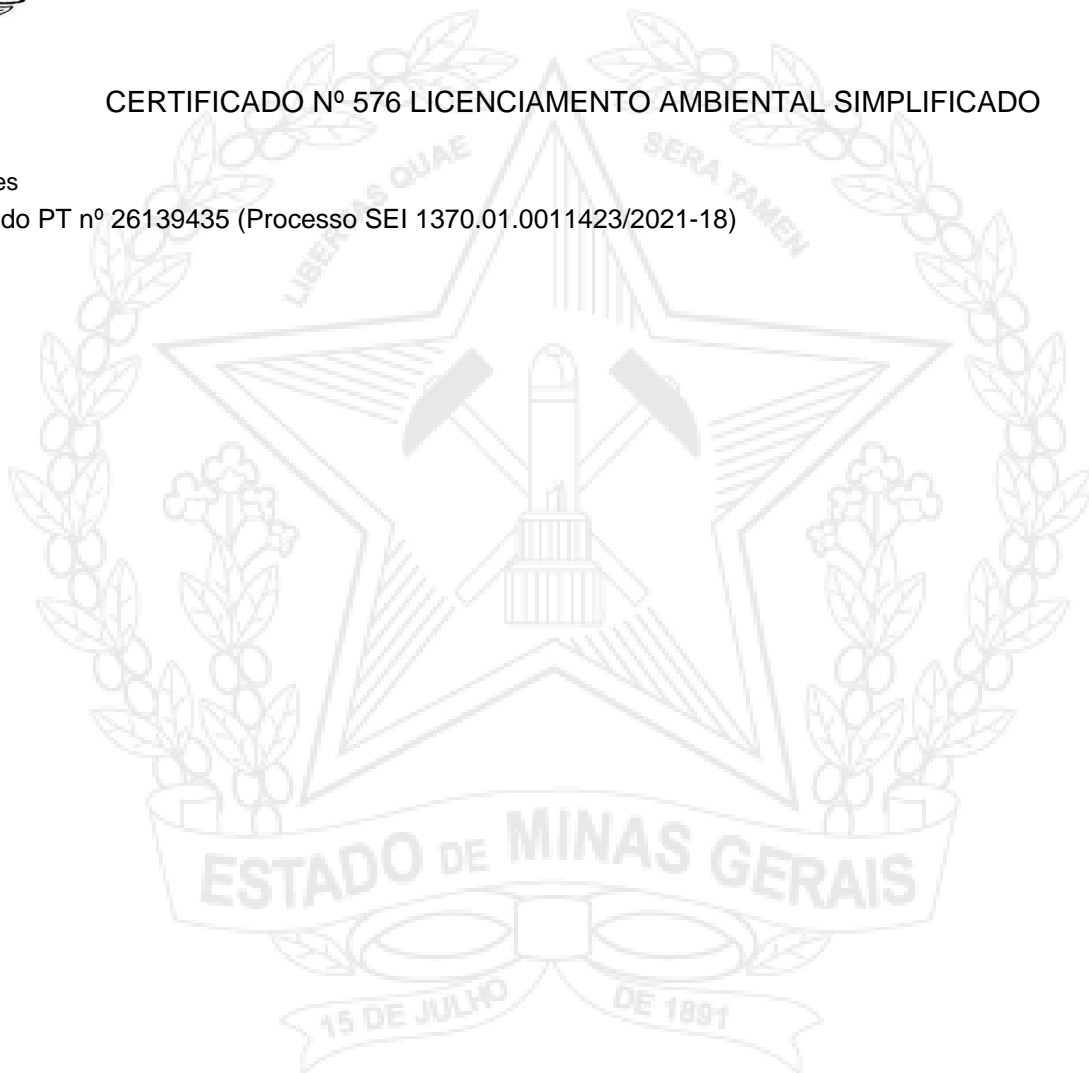 CERTIFICADO Nº 576 LICENCIAMENTO AMBIENTAL SIMPLIFICADO
es
do PT nº 26139435 (Processo SEI 1370.01.0011423/2021-18)
LIBERTAS QUAE SERA TAMEN
ESTADO DE MINAS GERAIS
15 DE JULHO DE 1891